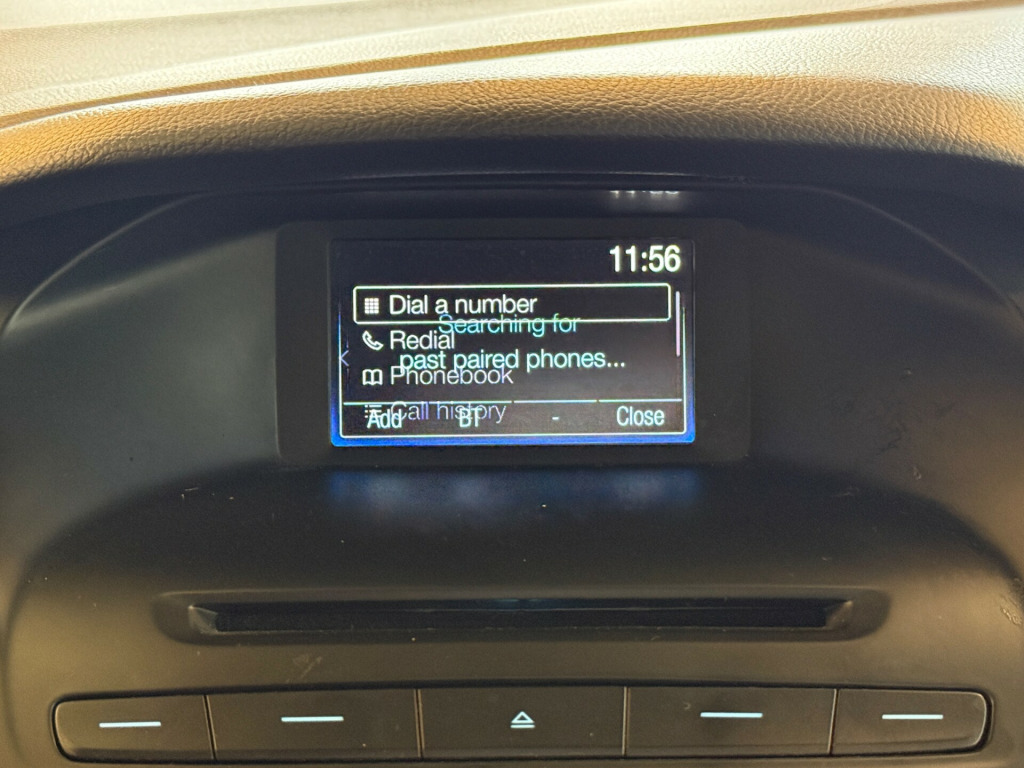 11:56
Dial a number
Searching for
Redial
past paired phones...
Phonebook
Call history
Add BT - Close